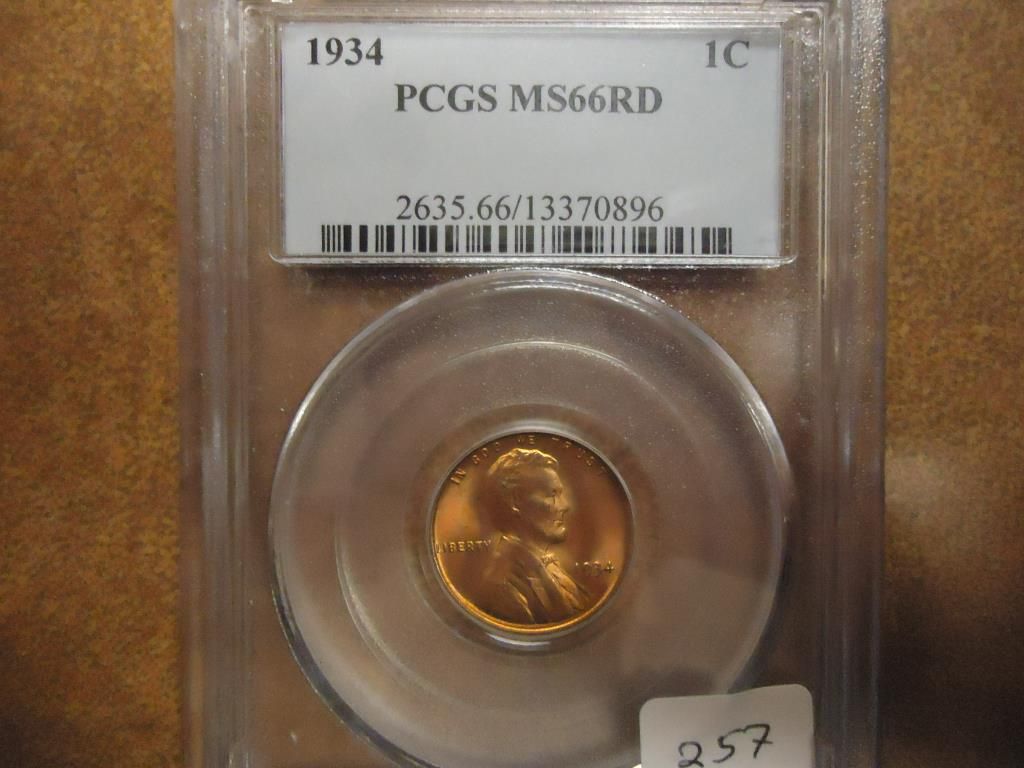 1934 1C
PCGS MS66RD
2635.66/13370896
IN GOD WE TRUST
LIBERTY
1934
257